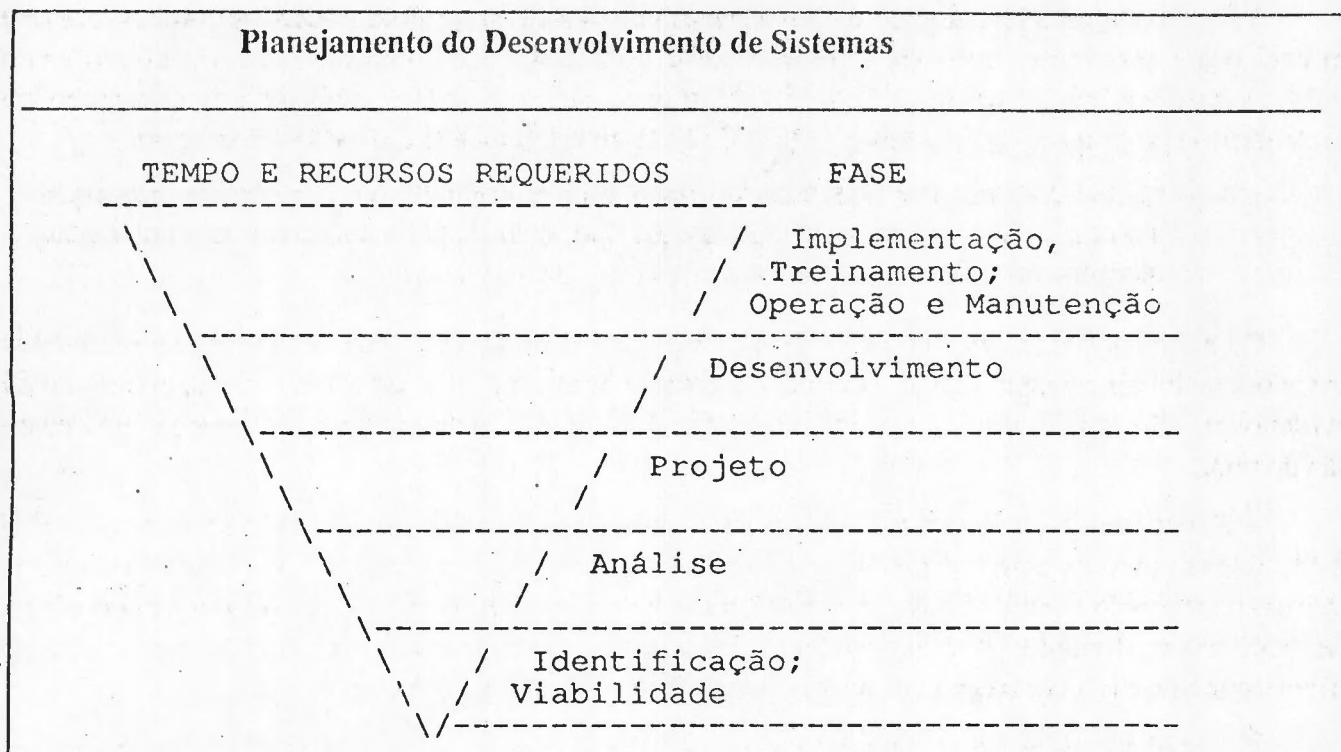 Planejamento do Desenvolvimento de Sistemas
TEMPO E RECURSOS REQUERIDOS FASE
Implementação,
Treinamento;
Operação e Manutenção
Desenvolvimento
Projeto
Análise
Identificação;
Viabilidade